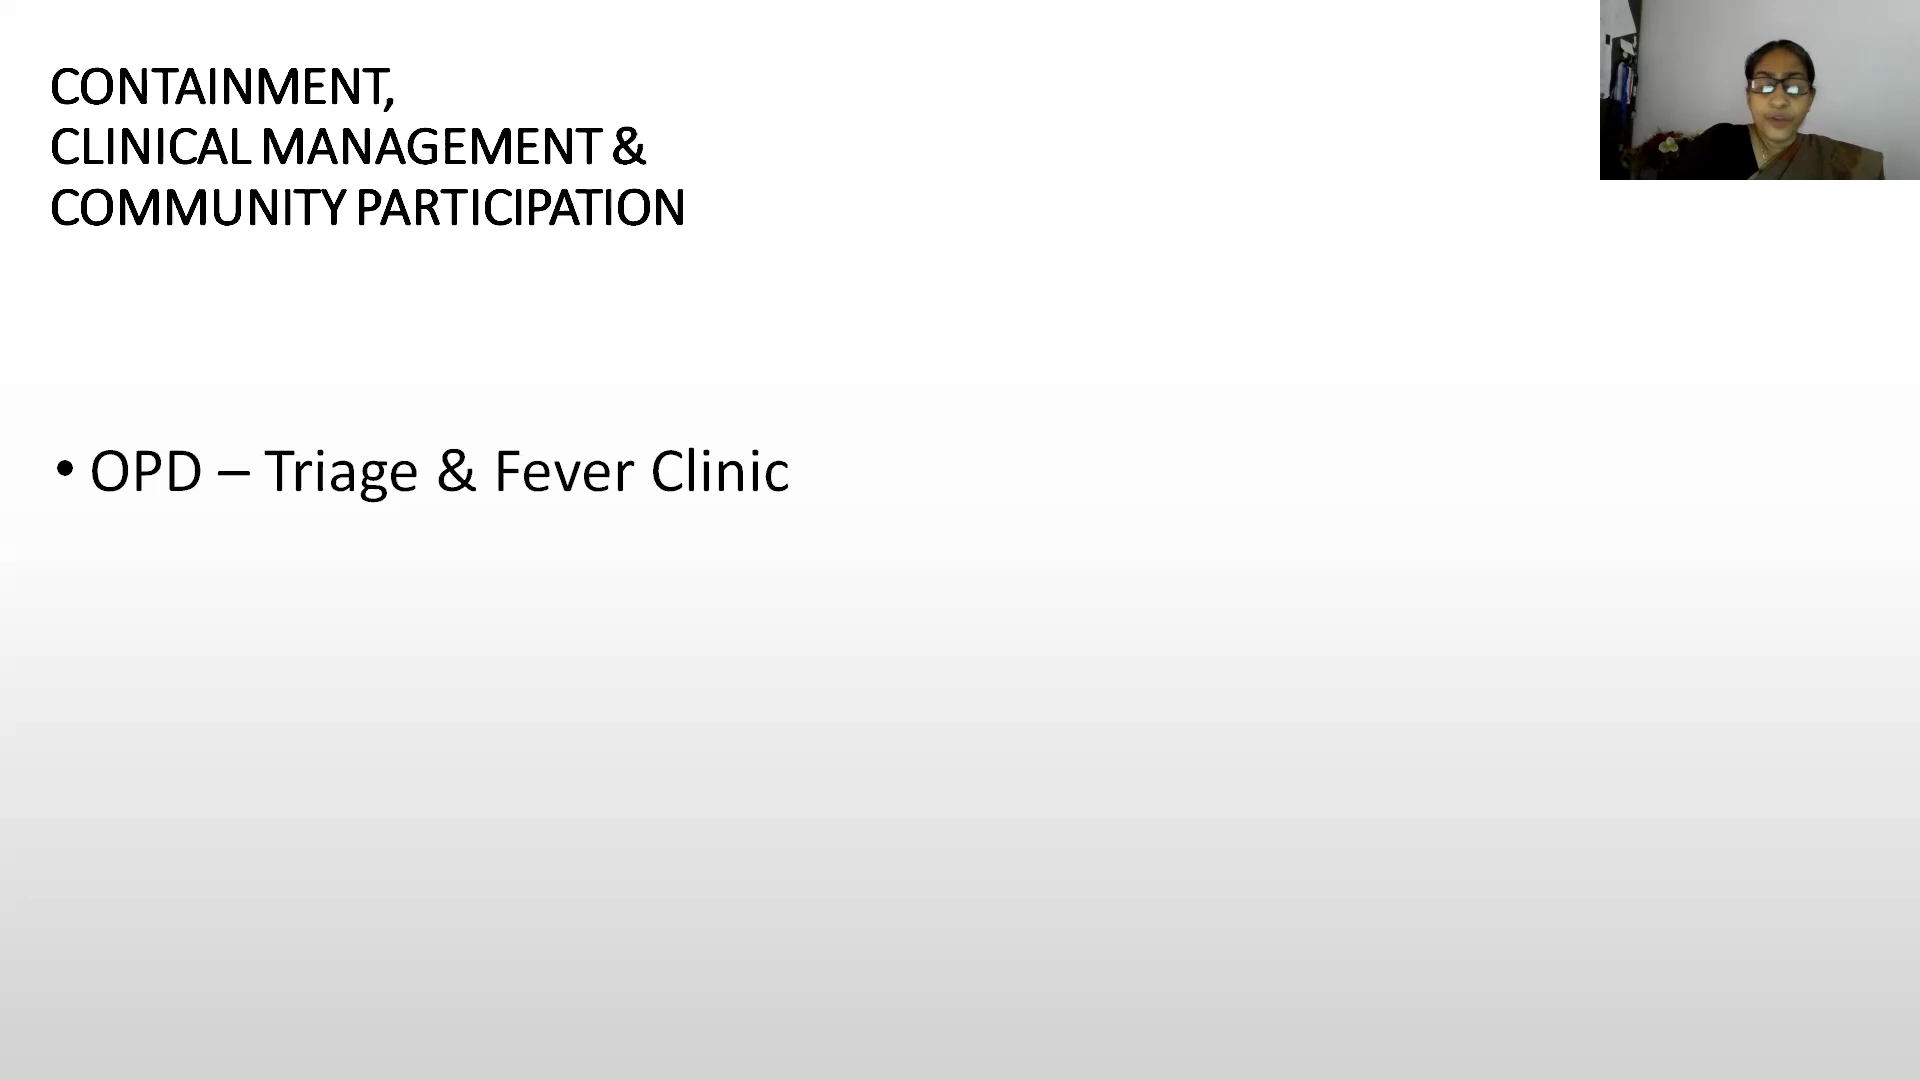 CONTAINMENT,
CLINICAL MANAGEMENT &
COMMUNITY PARTICIPATION
• OPD – Triage & Fever Clinic